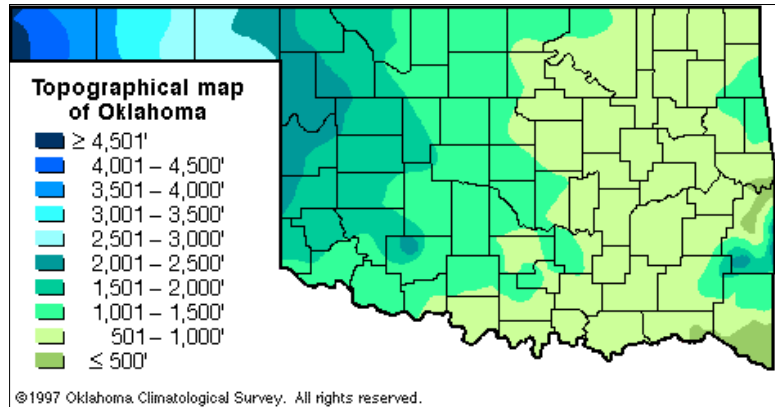 Topographical map
of Oklahoma
≥ 4,501'
4,001 – 4,500'
3,501 – 4,000'
3,001 – 3,500'
2,501 – 3,000'
2,001 – 2,500'
1,501 – 2,000'
1,001 – 1,500'
501 – 1,000'
≤ 500'
©1997 Oklahoma Climatological Survey. All rights reserved.